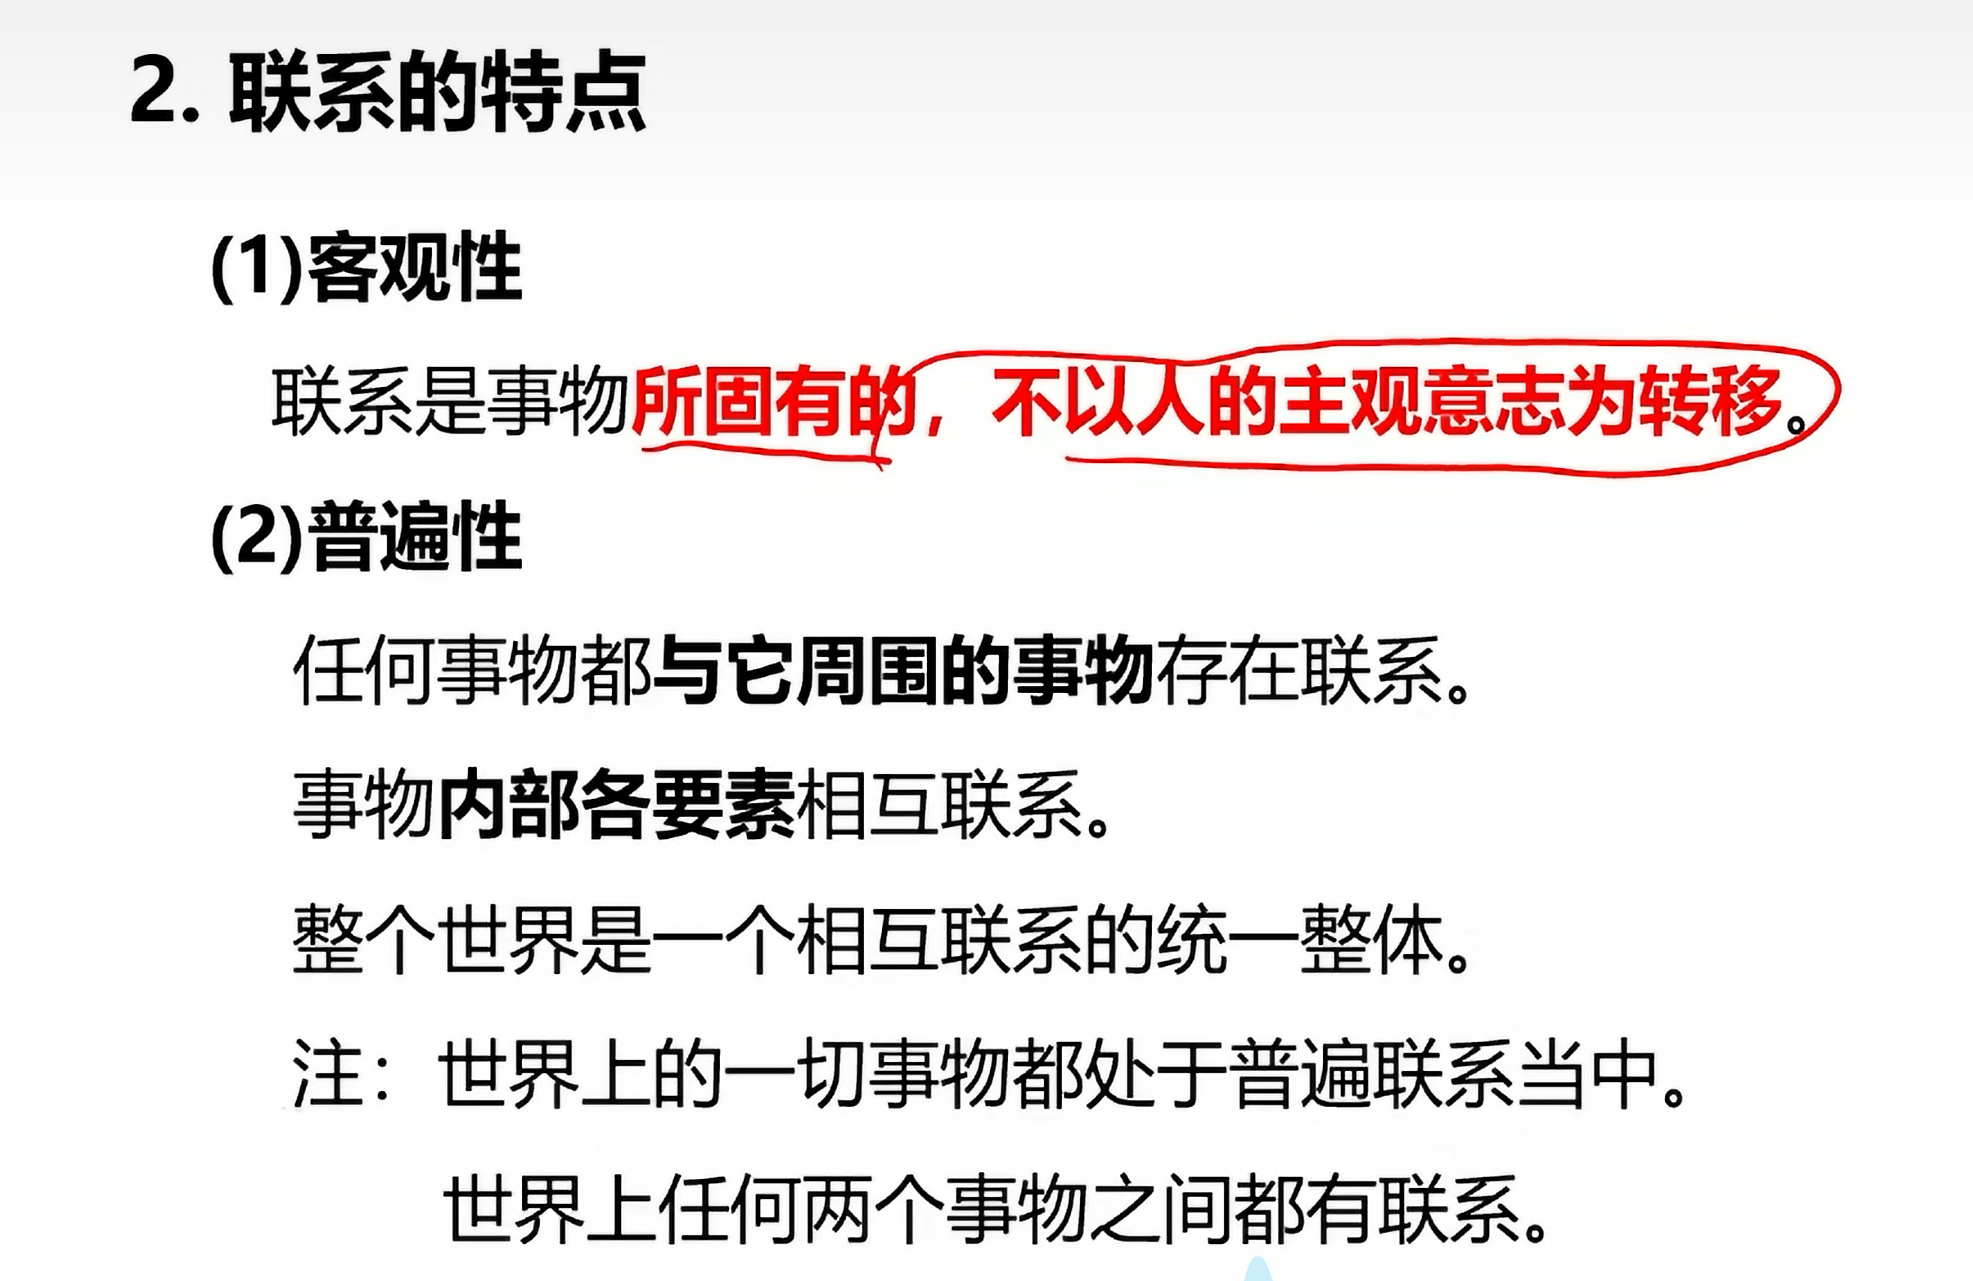 2. 联系的特点
(1)客观性
联系是事物所固有的，不以人的主观意志为转移。
(2)普遍性
任何事物都与它周围的事物存在联系。
事物内部各要素相互联系。
整个世界是一个相互联系的统一整体。
注：世界上的一切事物都处于普遍联系当中。
世界上任何两个事物之间都有联系。